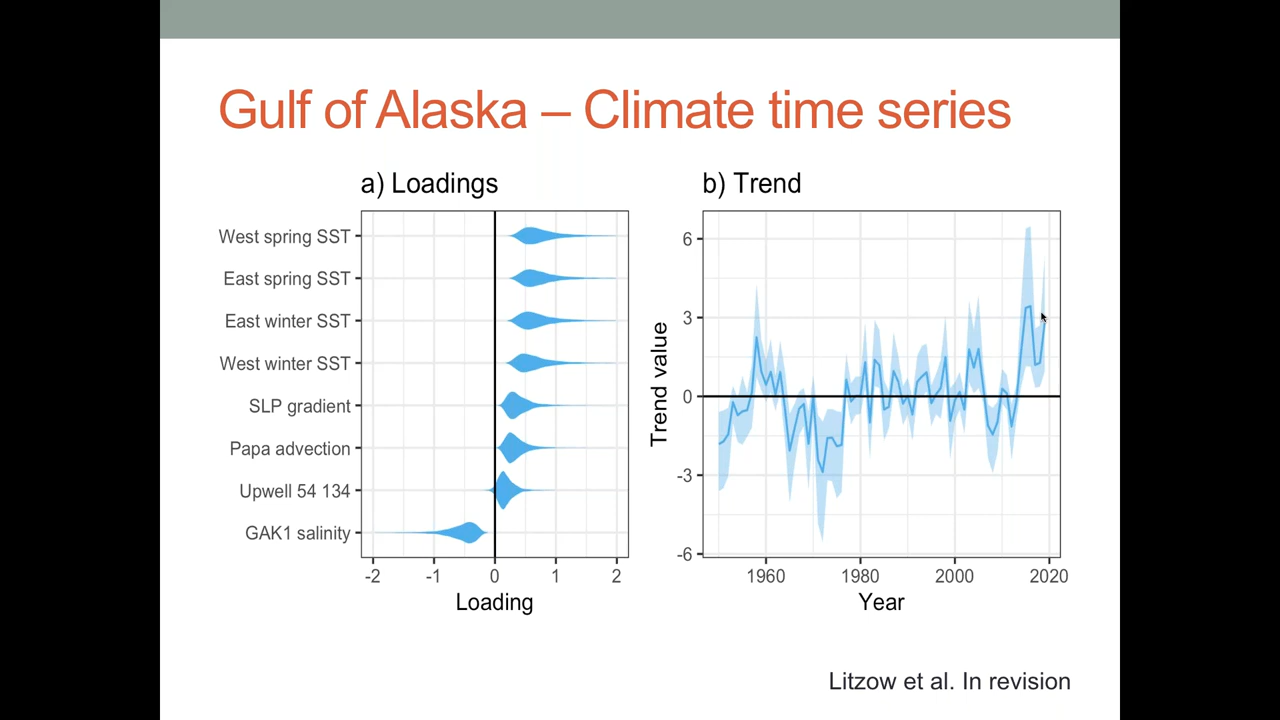 Gulf of Alaska – Climate time series
a) Loadings
West spring SST
East spring SST
East winter SST
West winter SST
SLP gradient
Papa advection
Upwell 54 134
GAK1 salinity
-2 -1 0 1 2
Loading
b) Trend
Trend value
6
3
0
-3
-6
1960 1980 2000 2020
Year
Litzow et al. In revision